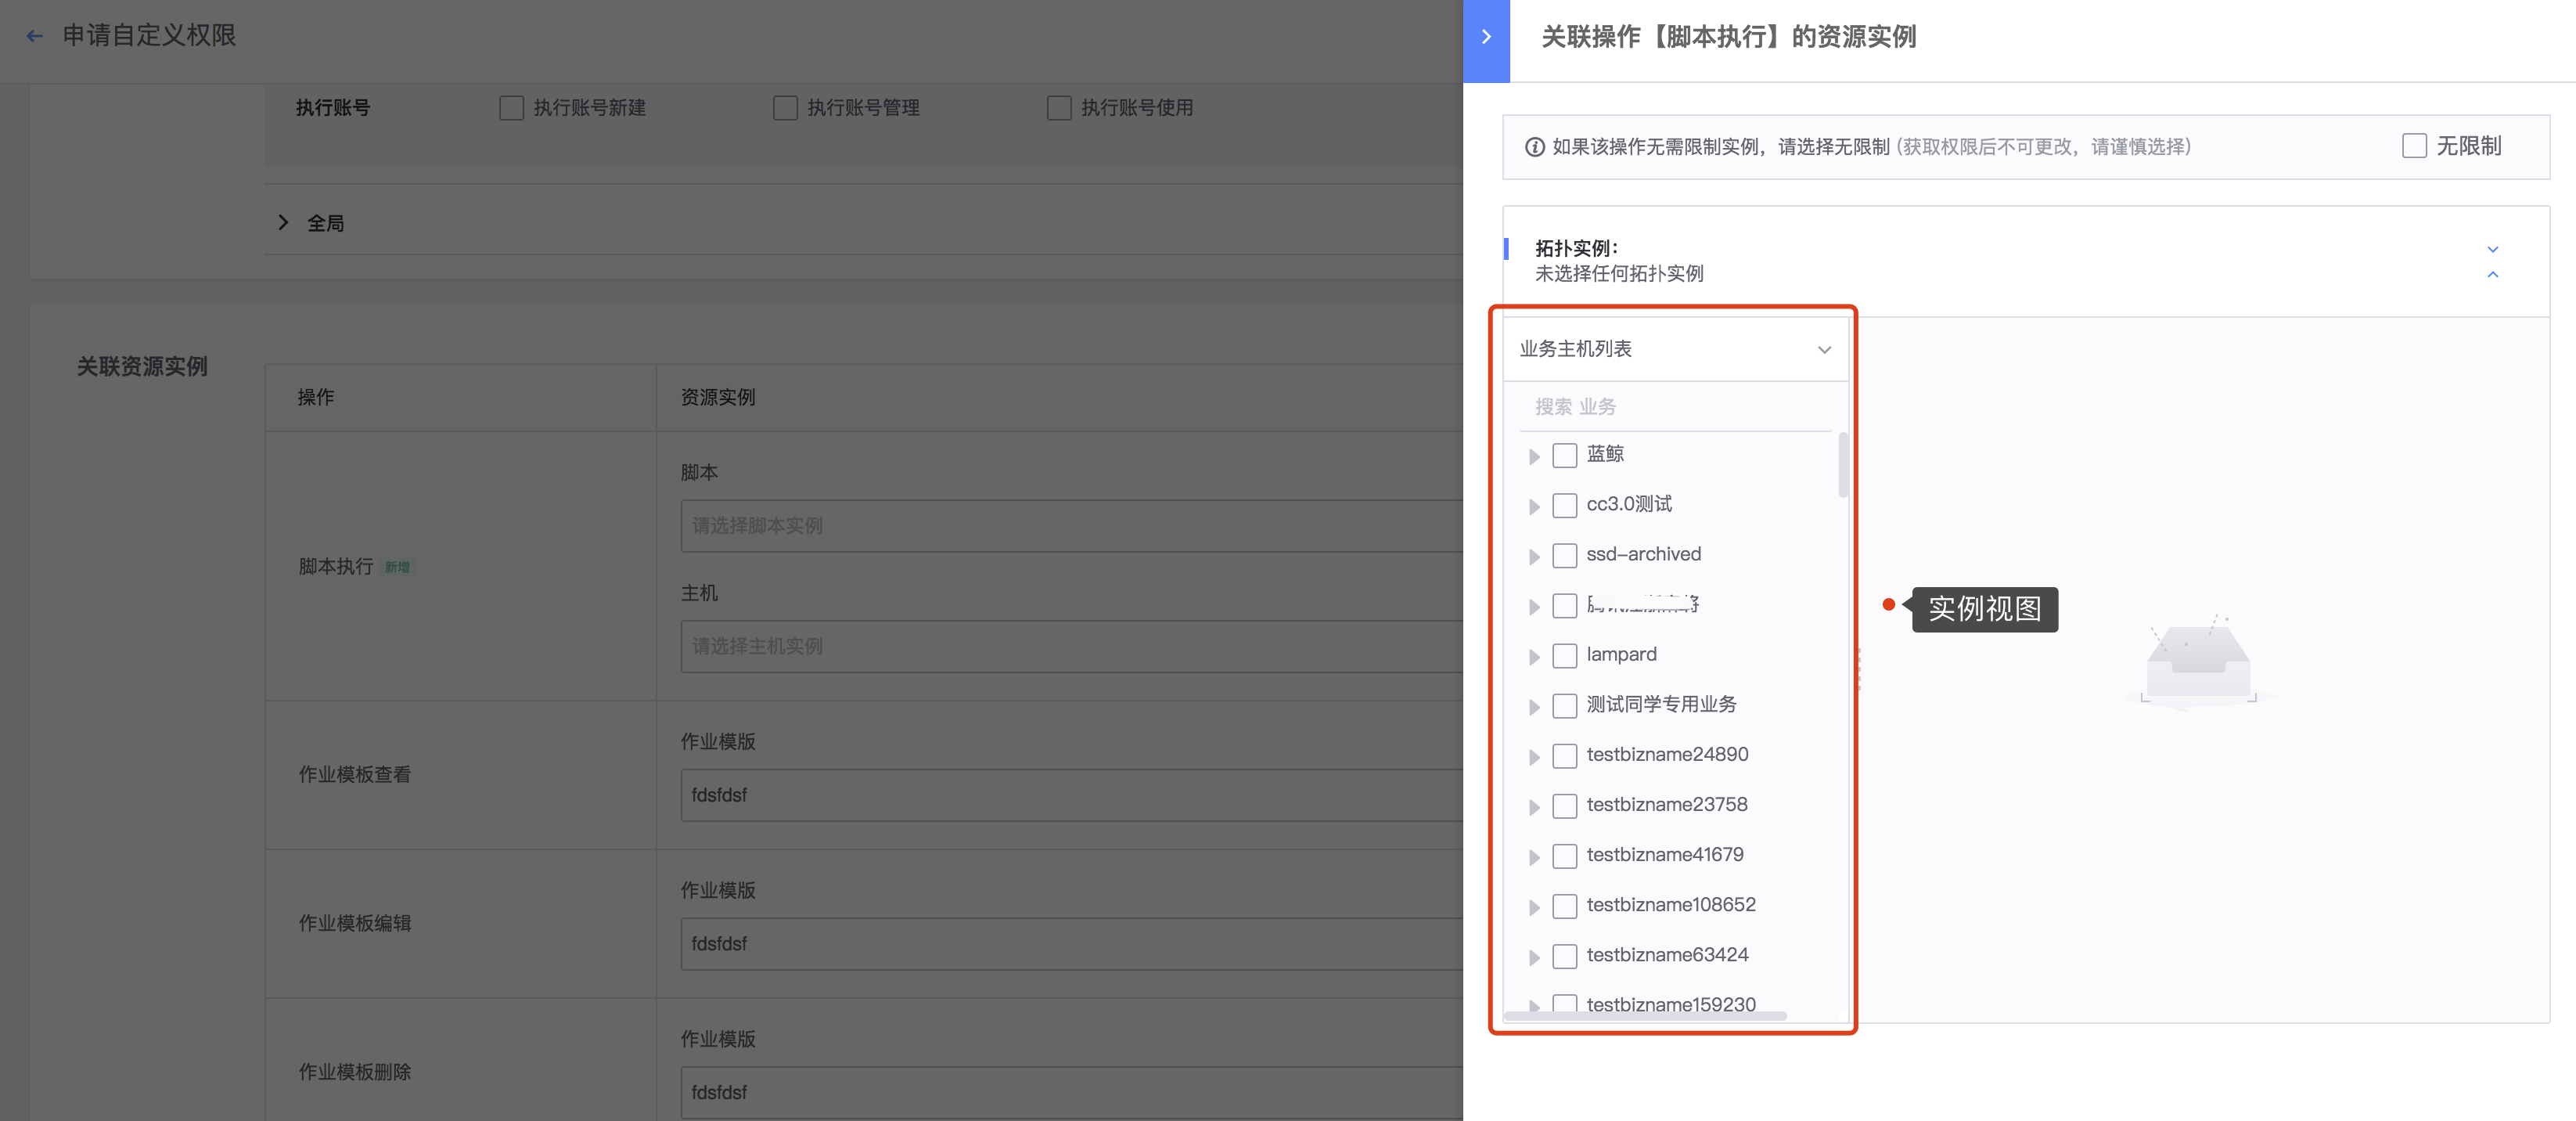 申请自定义权限
执行账号
执行账号新建
执行账号管理
执行账号使用
全局
关联资源实例
操作
资源实例
脚本执行 新增
脚本
请选择脚本实例
主机
请选择主机实例
作业模板查看
作业模版
fdsfdsf
作业模板编辑
作业模版
fdsfdsf
作业模板删除
作业模版
fdsfdsf
关联操作【脚本执行】的资源实例
如果该操作无需限制实例，请选择无限制 (获取权限后不可更改，请谨慎选择)
无限制
拓扑实例：
未选择任何拓扑实例
业务主机列表
搜索 业务
蓝鲸
cc3.0测试
ssd-archived
lampard
测试同学专用业务
testbizname24890
testbizname23758
testbizname41679
testbizname108652
testbizname63424
testbizname159230
实例视图